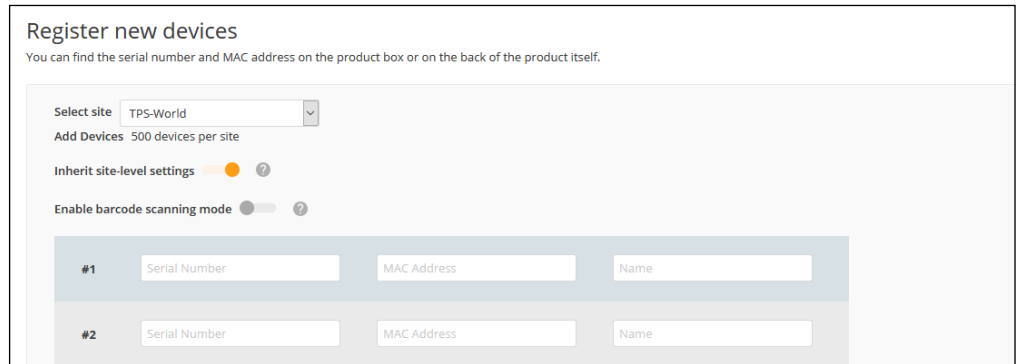 Register new devices
You can find the serial number and MAC address on the product box or on the back of the product itself.
Select site TPS-World
Add Devices 500 devices per site
Inherit site-level settings ?
Enable barcode scanning mode ?
#1 Serial Number MAC Address Name
#2 Serial Number MAC Address Name